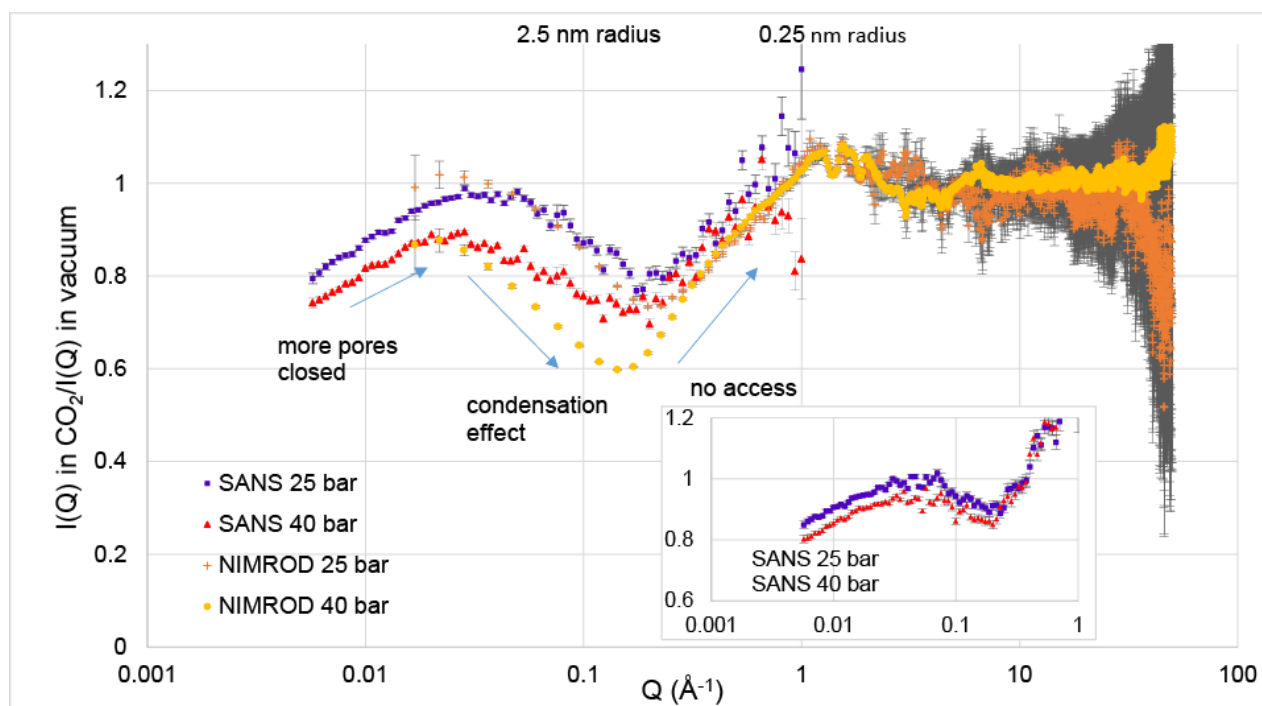 2.5 nm radius
0.25 nm radius
I(Q) in CO₂/I(Q) in vacuum
1.2
1
0.8
0.6
0.4
0.2
0
more pores
closed
condensation
effect
no access
SANS 25 bar
SANS 40 bar
NIMROD 25 bar
NIMROD 40 bar
1.2
1
0.8
0.6
SANS 25 bar
SANS 40 bar
0.001
0.01
0.1
1
0.001
0.01
0.1
1
10
100
Q (Å⁻¹)